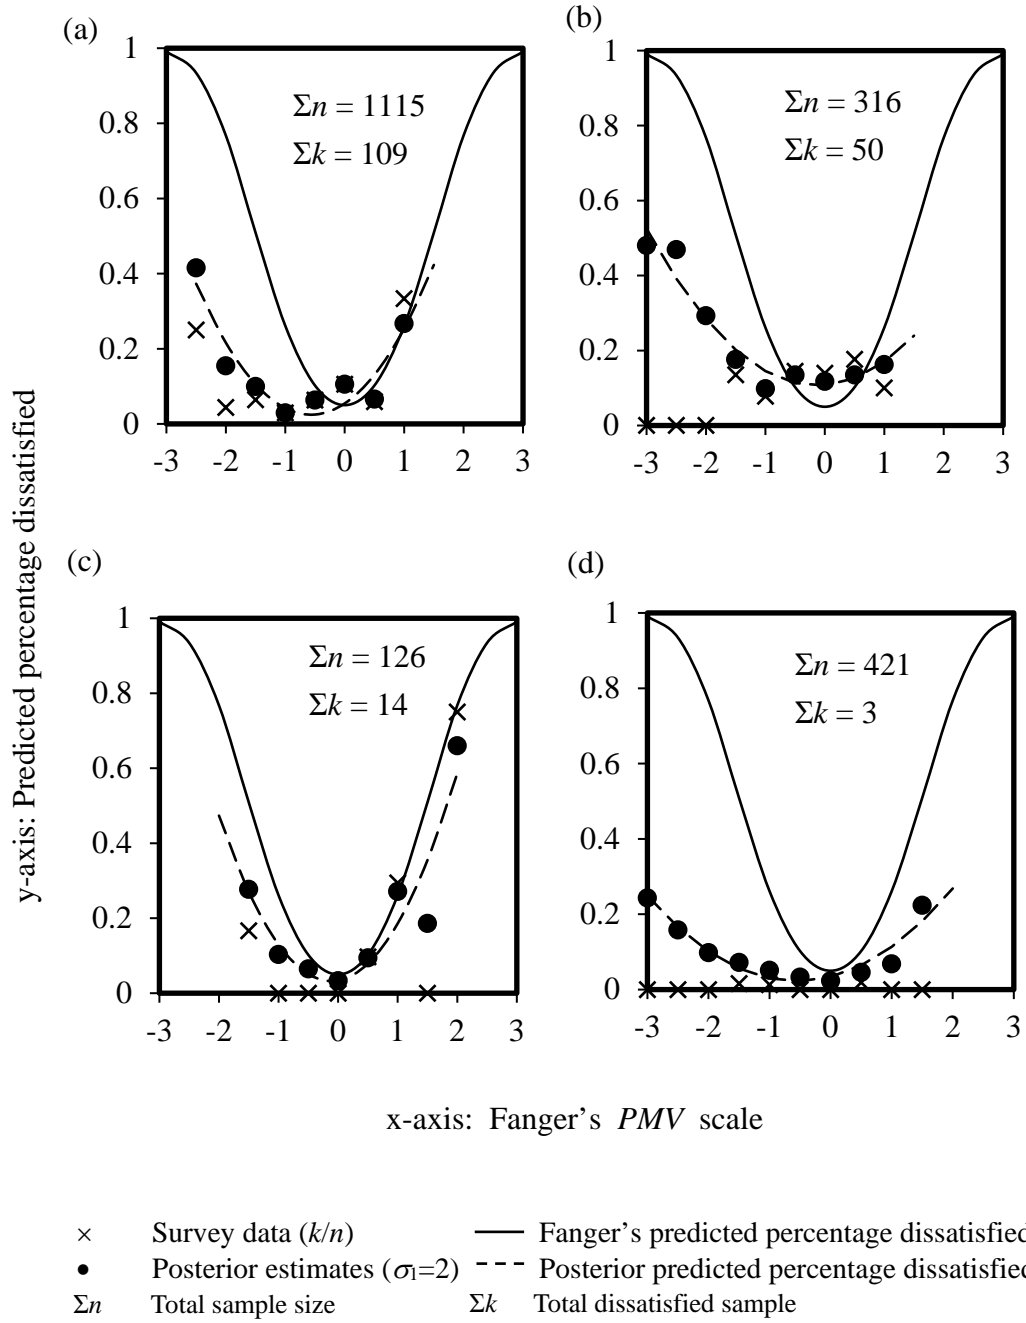 (a)
1
0.8
0.6
0.4
0.2
0
Σn = 1115
Σk = 109
-3 -2 -1 0 1 2 3
(b)
1
0.8
0.6
0.4
0.2
0
Σn = 316
Σk = 50
-3 -2 -1 0 1 2 3
y-axis: Predicted percentage dissatisfied
(c)
1
0.8
0.6
0.4
0.2
0
Σn = 126
Σk = 14
-3 -2 -1 0 1 2 3
(d)
1
0.8
0.6
0.4
0.2
0
Σn = 421
Σk = 3
-3 -2 -1 0 1 2 3
x-axis: Fanger's PMV scale
× Survey data (k/n) Fanger's predicted percentage dissatisfied
● Posterior estimates (σ1=2) Posterior predicted percentage dissatisfied
Σn Total sample size Σk Total dissatisfied sample